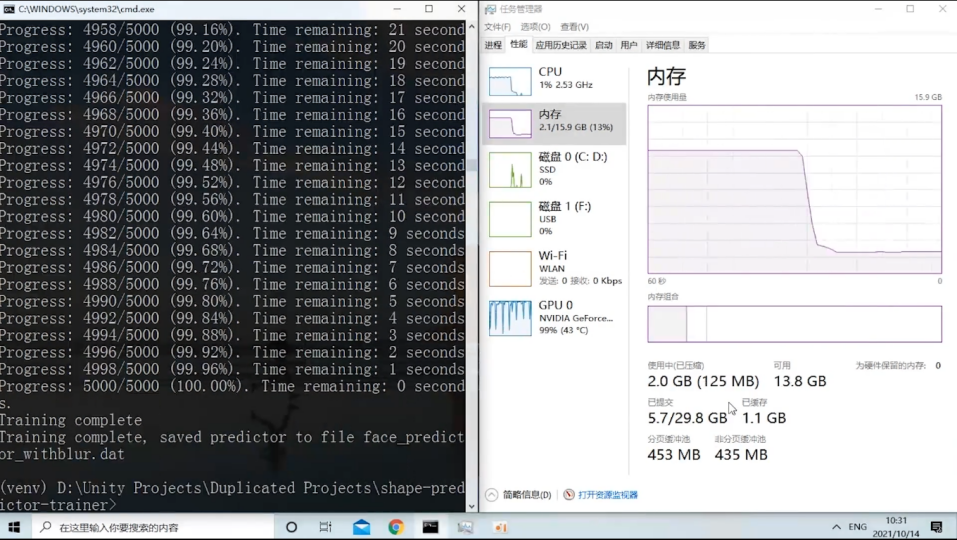 C:\WINDOWS\system32\cmd.exe
Progress: 4958/5000 (99.16%). Time remaining: 21 second
Progress: 4960/5000 (99.20%). Time remaining: 20 second
Progress: 4962/5000 (99.24%). Time remaining: 19 second
Progress: 4964/5000 (99.28%). Time remaining: 18 second
Progress: 4966/5000 (99.32%). Time remaining: 17 second
Progress: 4968/5000 (99.36%). Time remaining: 16 second
Progress: 4970/5000 (99.40%). Time remaining: 15 second
Progress: 4972/5000 (99.44%). Time remaining: 14 second
Progress: 4974/5000 (99.48%). Time remaining: 13 second
Progress: 4976/5000 (99.52%). Time remaining: 12 second
Progress: 4978/5000 (99.56%). Time remaining: 11 second
Progress: 4980/5000 (99.60%). Time remaining: 10 second
Progress: 4982/5000 (99.64%). Time remaining: 9 seconds
Progress: 4984/5000 (99.68%). Time remaining: 8 seconds
Progress: 4986/5000 (99.72%). Time remaining: 7 seconds
Progress: 4988/5000 (99.76%). Time remaining: 6 seconds
Progress: 4990/5000 (99.80%). Time remaining: 5 seconds
Progress: 4992/5000 (99.84%). Time remaining: 4 seconds
Progress: 4994/5000 (99.88%). Time remaining: 3 seconds
Progress: 4996/5000 (99.92%). Time remaining: 2 seconds
Progress: 4998/5000 (99.96%). Time remaining: 1 seconds
Progress: 5000/5000 (100.00%). Time remaining: 0 second
s.
Training complete
Training complete, saved predictor to file face_predict
or_withblur.dat
(venv) D:\Unity Projects\Duplicated Projects\shape-pred
ictor-trainer>
任务管理器
文件(F) 选项(O) 查看(V)
进程 性能 应用历史记录 启动 用户 详细信息 服务
CPU
1% 2.53 GHz
内存
2.1/15.9 GB (13%)
磁盘 0 (C: D:)
SSD
0%
磁盘 1 (F:)
USB
0%
Wi-Fi
WLAN
发送: 0 接收: 0 Kbps
GPU 0
NVIDIA GeForce...
99% (43 °C)
内存
内存使用量 15.9 GB
60 秒 0
内存组合
使用中(已压缩) 可用 为硬件保留的内存: 0
2.0 GB (125 MB) 13.8 GB
已提交 已缓存
5.7/29.8 GB 1.1 GB
分页缓冲池 非分页缓冲池
453 MB 435 MB
简略信息(D) 打开资源监视器
在这里输入你要搜索的内容
ENG
10:31
2021/10/14